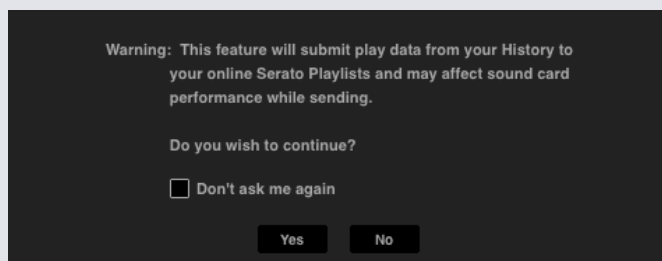 Warning: This feature will submit play data from your History to
your online Serato Playlists and may affect sound card
performance while sending.
Do you wish to continue?
Don't ask me again
Yes No